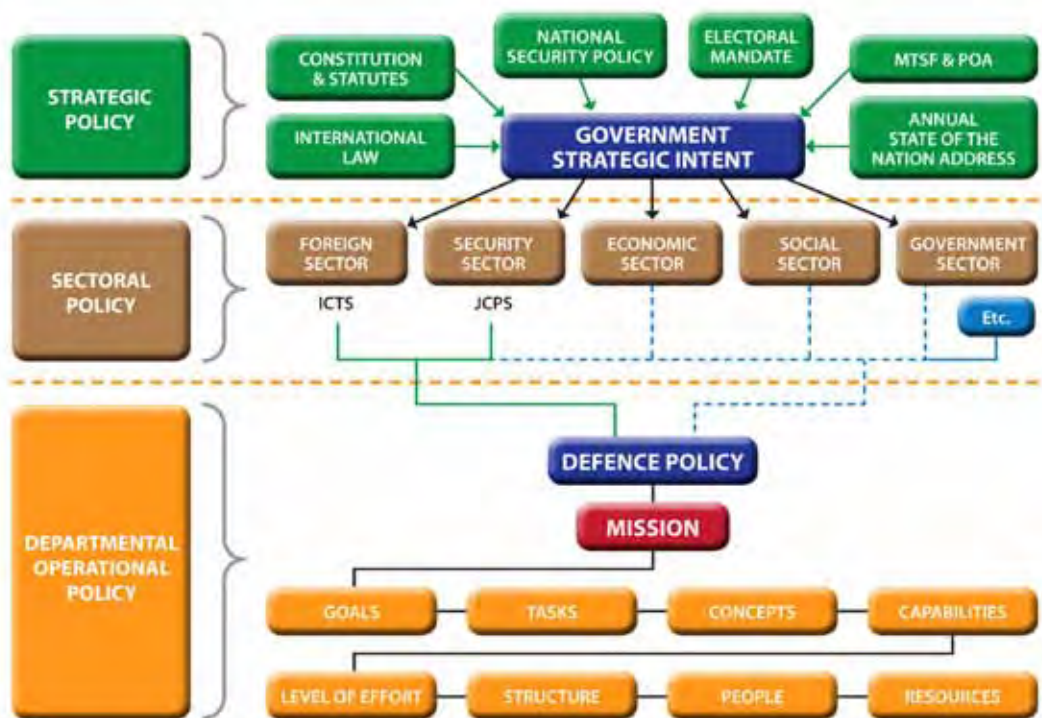 STRATEGIC
POLICY
CONSTITUTION
& STATUTES
NATIONAL
SECURITY POLICY
ELECTORAL
MANDATE
MTSF & POA
INTERNATIONAL
LAW
GOVERNMENT
STRATEGIC INTENT
ANNUAL
STATE OF THE
NATION ADDRESS
SECTORAL
POLICY
FOREIGN
SECTOR
SECURITY
SECTOR
ECONOMIC
SECTOR
SOCIAL
SECTOR
GOVERNMENT
SECTOR
ICTS
JCPS
Etc.
DEPARTMENTAL
OPERATIONAL
POLICY
DEFENCE POLICY
MISSION
GOALS
TASKS
CONCEPTS
CAPABILITIES
LEVEL OF EFFORT
STRUCTURE
PEOPLE
RESOURCES